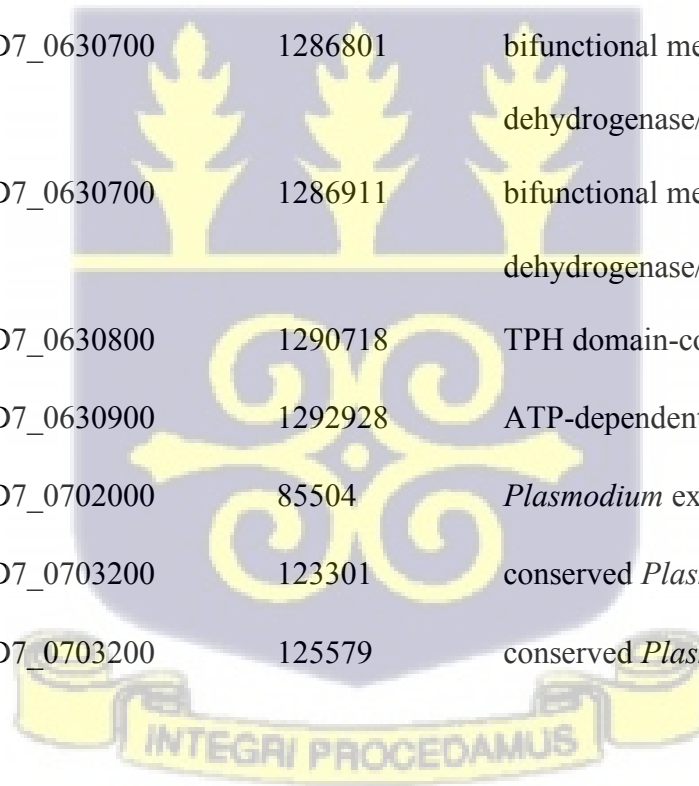 D7_0630700 1286801 bifunctional me
dehydrogenase/
D7_0630700 1286911 bifunctional me
dehydrogenase/
D7_0630800 1290718 TPH domain-co
D7_0630900 1292928 ATP-dependent
D7_0702000 85504 Plasmodium ex
D7_0703200 123301 conserved Plas
D7_0703200 125579 conserved Plas
INTEGRI PROCEDAMUS